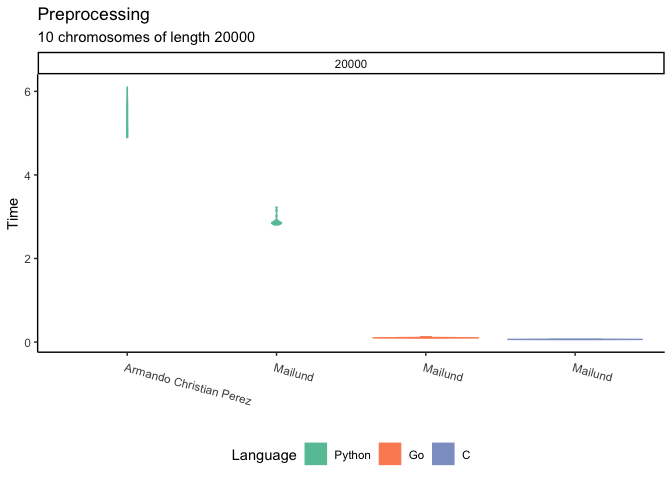 Preprocessing
10 chromosomes of length 20000
20000
6
4
2
0
Time
Armando Christian Perez
Mailund
Mailund
Mailund
Language Python Go C